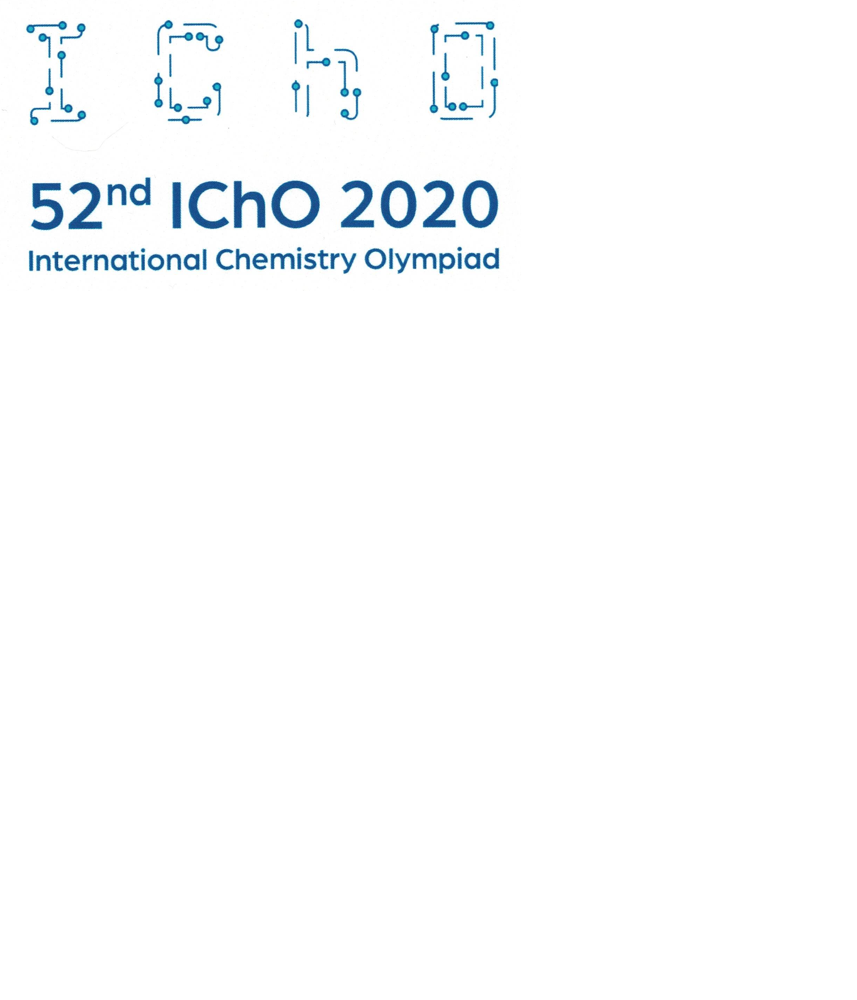 IChO
52nd IChO 2020
International Chemistry Olympiad